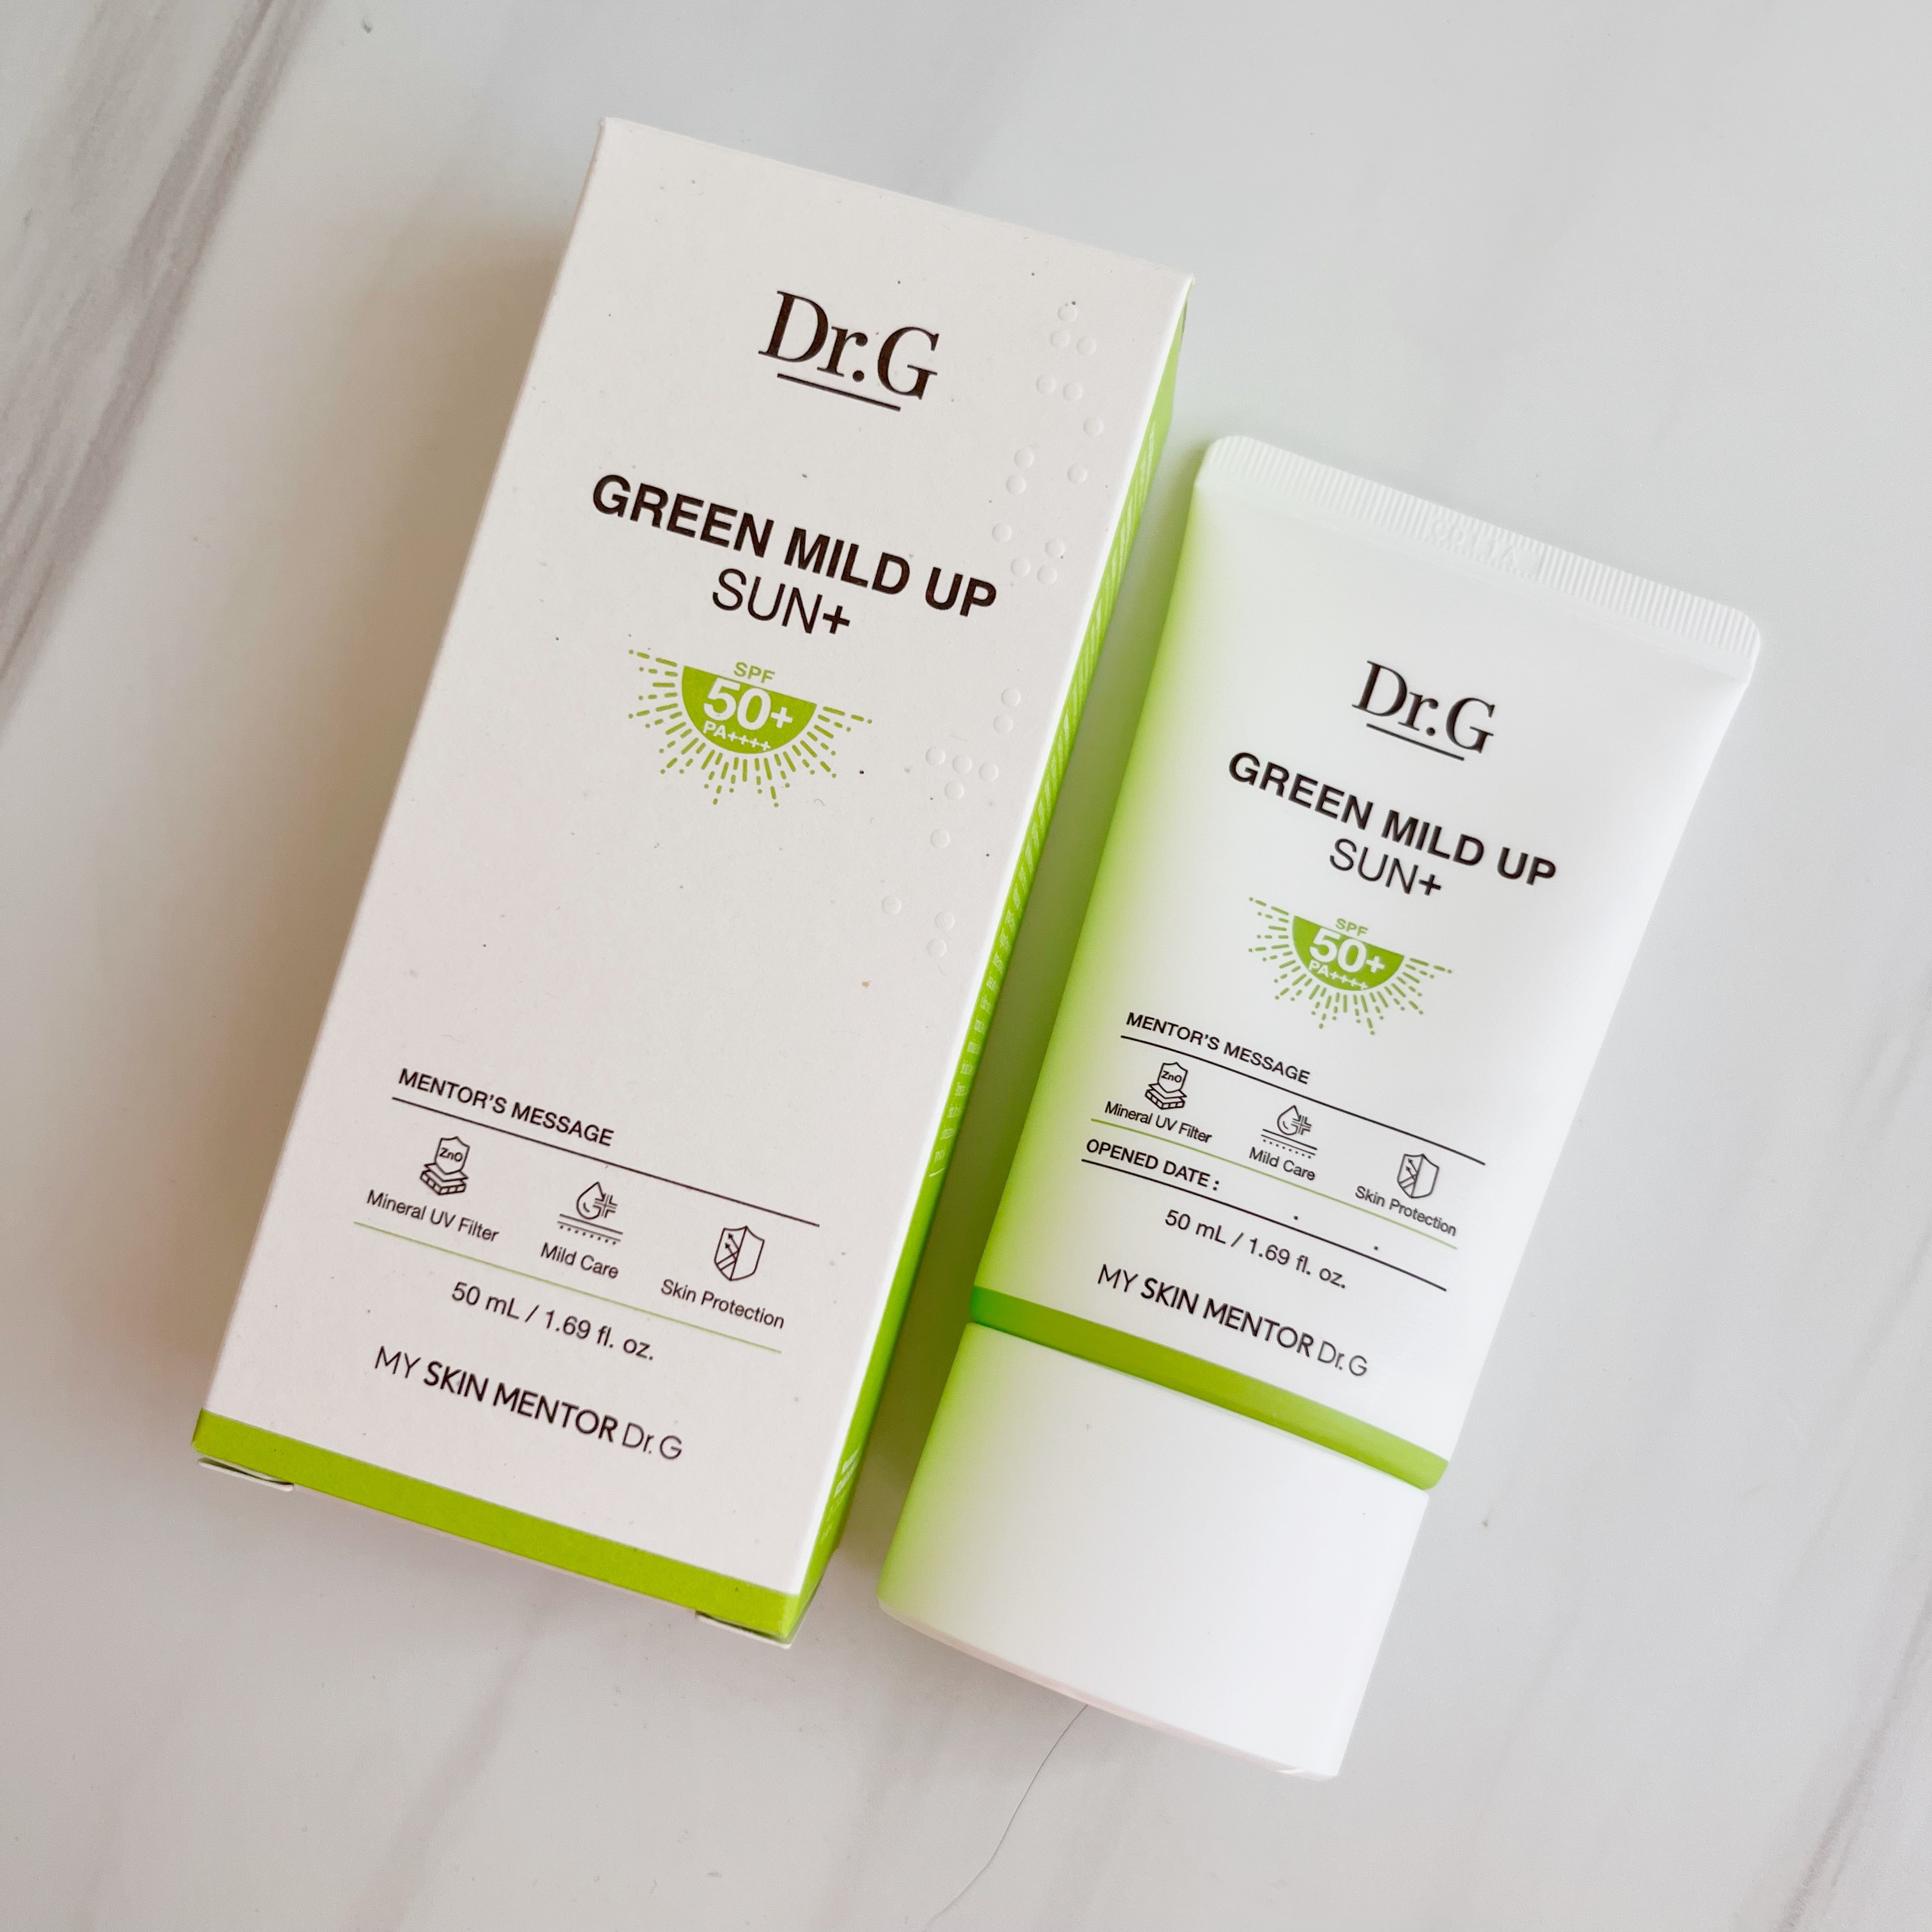 Dr.G
GREEN MILD UP
SUN+
SPF
50+
PA++++
MENTOR'S MESSAGE
ZnO
Mineral UV Filter
Mild Care
Skin Protection
50 mL / 1.69 fl. oz.
MY SKIN MENTOR Dr.G
Dr.G
GREEN MILD UP
SUN+
SPF
50+
PA++++
MENTOR'S MESSAGE
ZnO
Mineral UV Filter
Mild Care
Skin Protection
OPENED DATE : . .
50 mL / 1.69 fl. oz.
MY SKIN MENTOR Dr.G